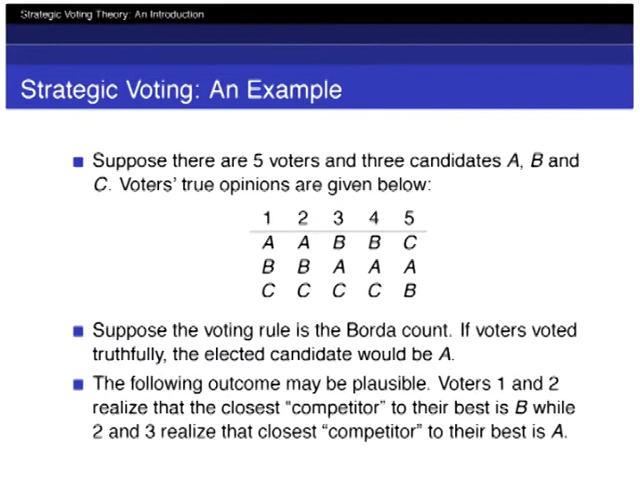 Strategic Voting Theory: An Introduction
Strategic Voting: An Example
Suppose there are 5 voters and three candidates A, B and
C. Voters' true opinions are given below:
1 2 3 4 5
A A B B C
B B A A A
C C C C B
Suppose the voting rule is the Borda count. If voters voted
truthfully, the elected candidate would be A.
The following outcome may be plausible. Voters 1 and 2
realize that the closest "competitor" to their best is B while
2 and 3 realize that closest "competitor" to their best is A.